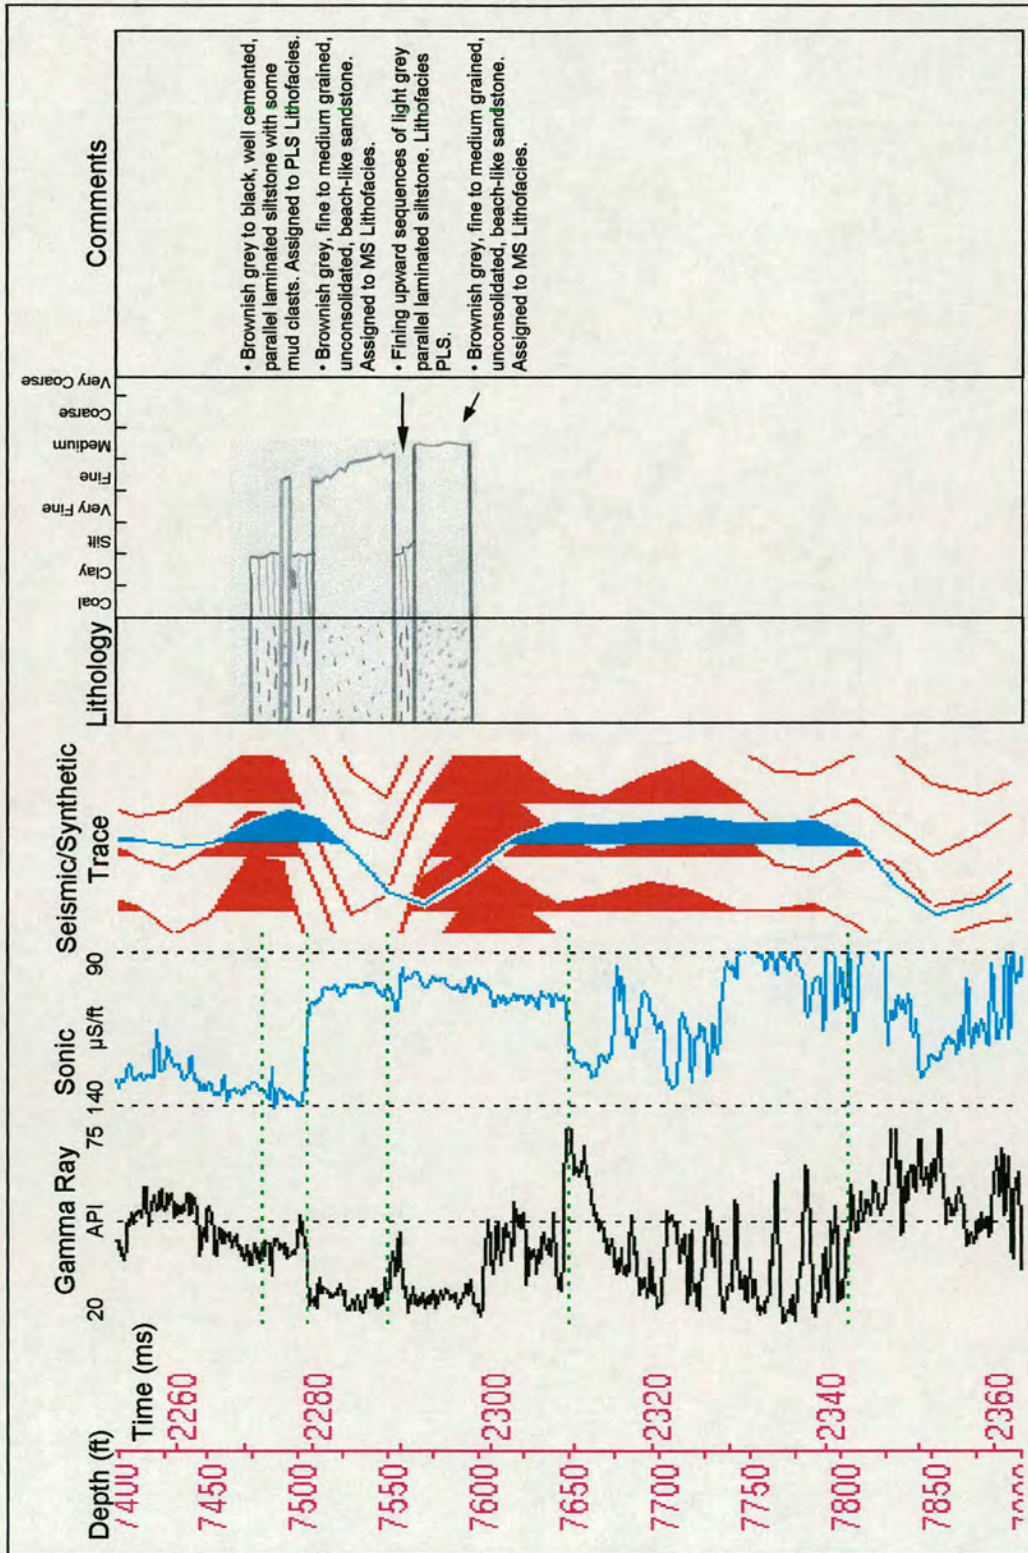 Depth (ft)
Time (ms)
Gamma Ray
20 API 75
Sonic
140 µS/ft 90
Seismic/Synthetic
Trace
Lithology
Coal
Clay
Silt
Very Fine
Fine
Medium
Coarse
Very Coarse
Comments
7400
7450
7500
7550
7600
7650
7700
7750
7800
7850
2260
2280
2300
2320
2340
2360
• Brownish grey to black, well cemented,
parallel laminated siltstone with some
mud clasts. Assigned to PLS Lithofacies.
• Brownish grey, fine to medium grained,
unconsolidated, beach-like sandstone.
Assigned to MS Lithofacies.
• Fining upward sequences of light grey
parallel laminated siltstone. Lithofacies
PLS.
• Brownish grey, fine to medium grained,
unconsolidated, beach-like sandstone.
Assigned to MS Lithofacies.